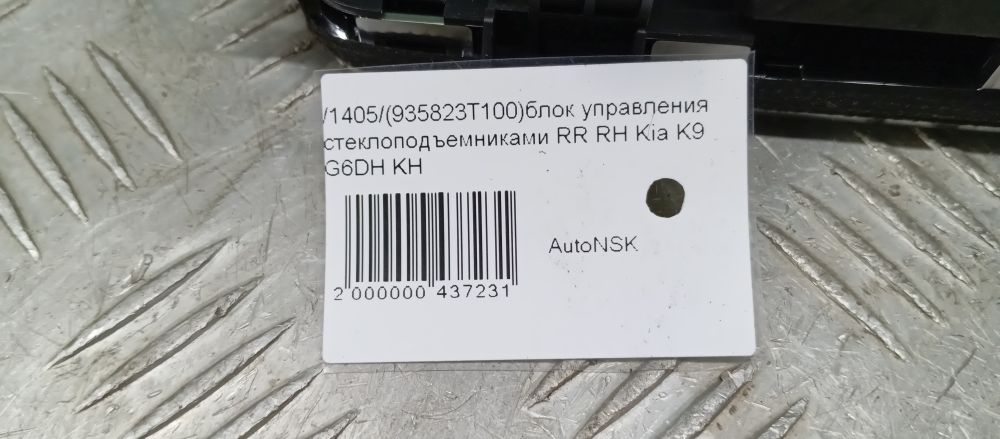 /1405/(935823T100)блок управления
стеклоподъемниками RR RH Kia K9
G6DH KH
AutoNSK
2 000000 437231